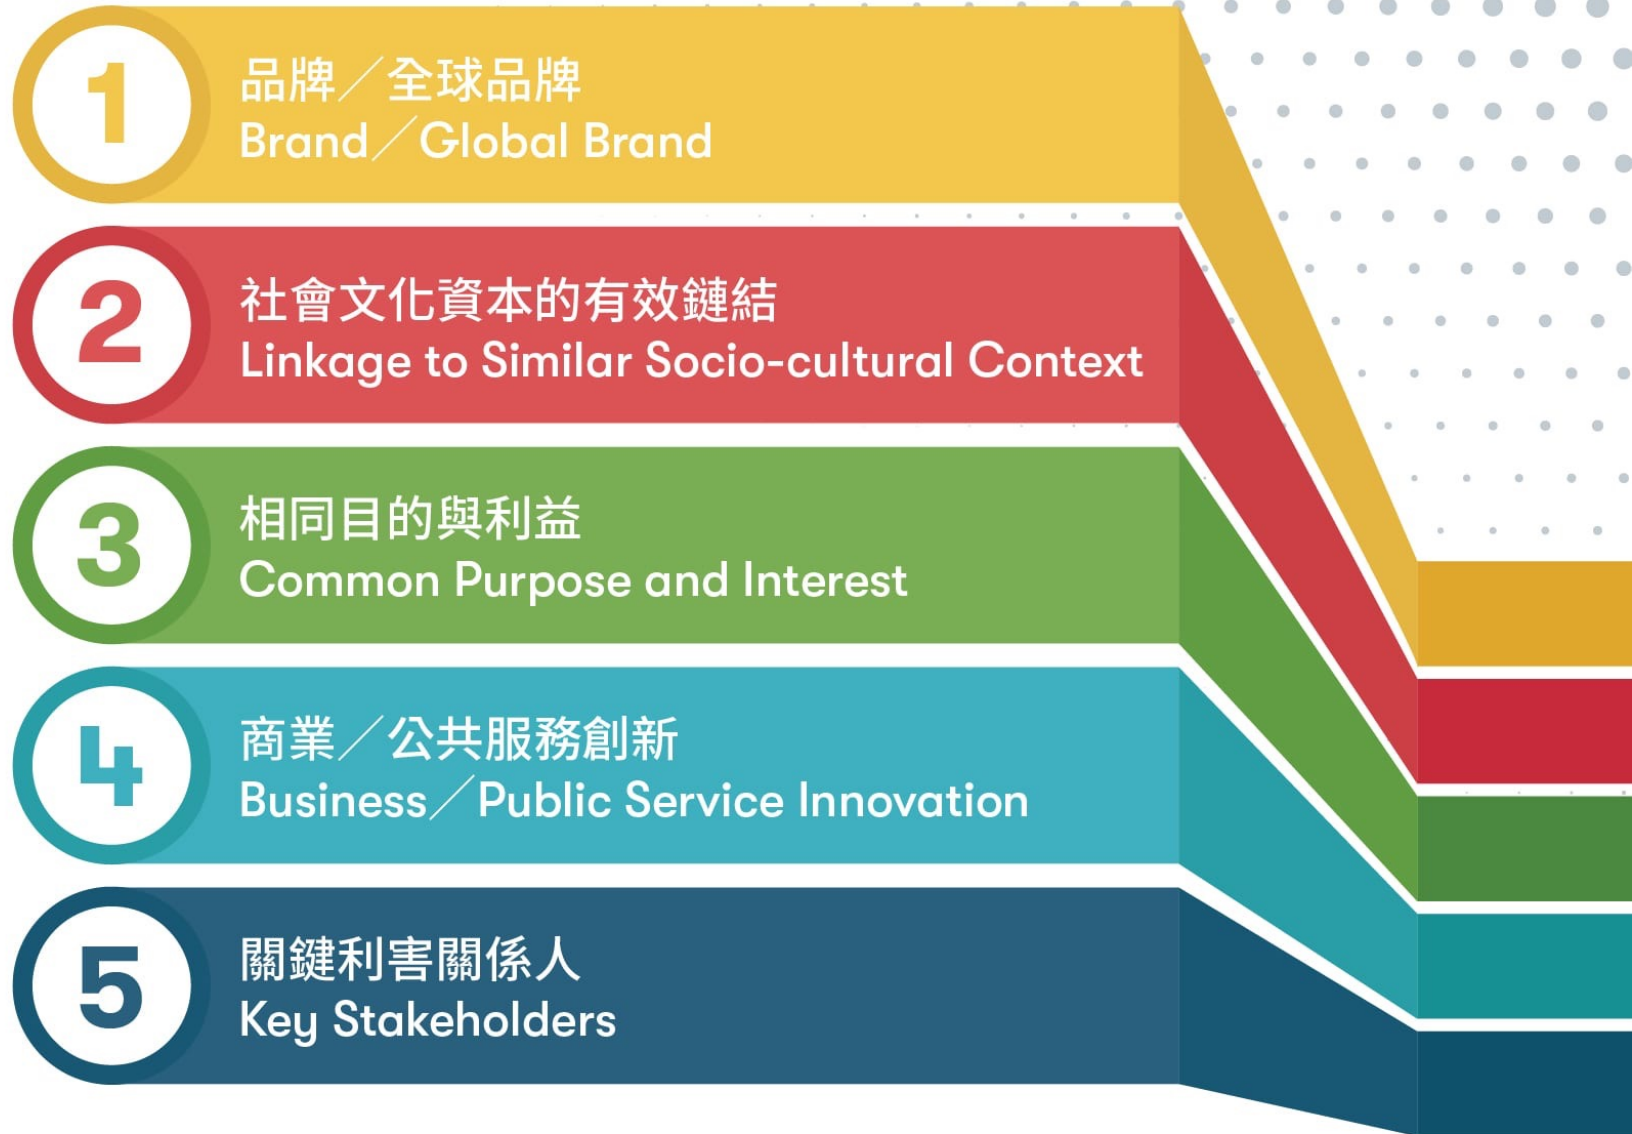 1
品牌／全球品牌
Brand／Global Brand
2
社會文化資本的有效鏈結
Linkage to Similar Socio-cultural Context
3
相同目的與利益
Common Purpose and Interest
4
商業／公共服務創新
Business／Public Service Innovation
5
關鍵利害關係人
Key Stakeholders